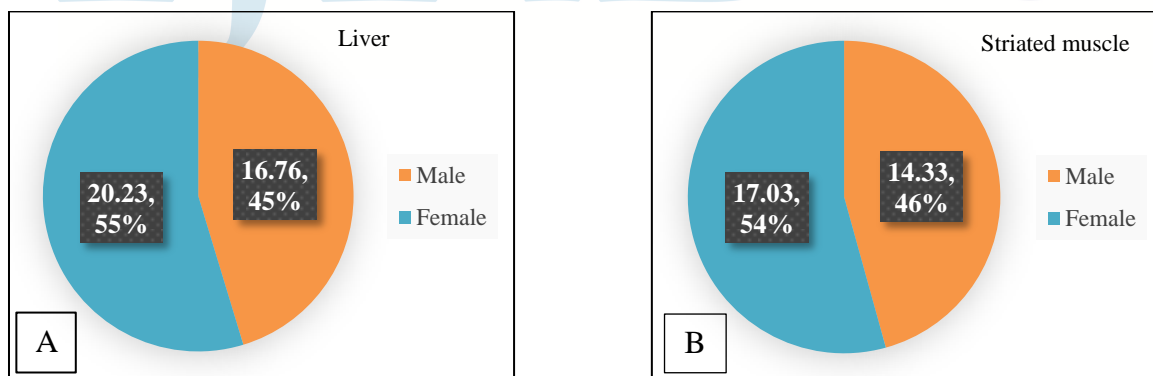 Liver
16.76,
45%
20.23,
55%
Male
Female
A
Striated muscle
14.33,
46%
17.03,
54%
Male
Female
B